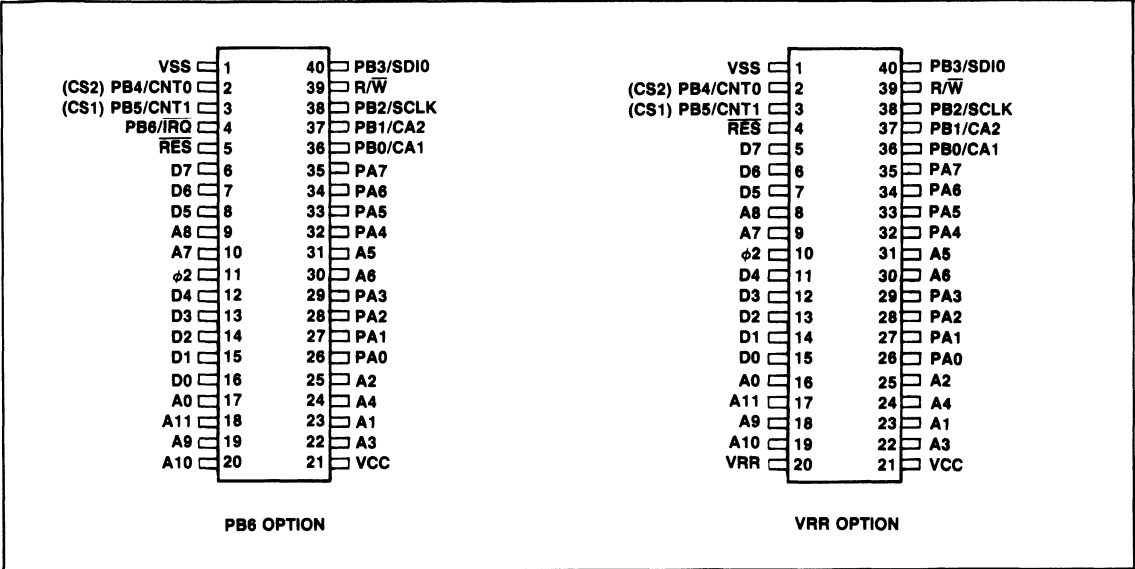 VSS 1 40 PB3/SDI0
(CS2) PB4/CNT0 2 39 R/W̅
(CS1) PB5/CNT1 3 38 PB2/SCLK
PB6/I̅R̅Q̅ 4 37 PB1/CA2
R̅E̅S̅ 5 36 PB0/CA1
D7 6 35 PA7
D6 7 34 PA6
D5 8 33 PA5
A8 9 32 PA4
A7 10 31 A5
ϕ2 11 30 A6
D4 12 29 PA3
D3 13 28 PA2
D2 14 27 PA1
D1 15 26 PA0
D0 16 25 A2
A0 17 24 A4
A11 18 23 A1
A9 19 22 A3
A10 20 21 VCC
PB6 OPTION
VSS 1 40 PB3/SDI0
(CS2) PB4/CNT0 2 39 R/W̅
(CS1) PB5/CNT1 3 38 PB2/SCLK
R̅E̅S̅ 4 37 PB1/CA2
D7 5 36 PB0/CA1
D6 6 35 PA7
D5 7 34 PA6
A8 8 33 PA5
A7 9 32 PA4
ϕ2 10 31 A5
D4 11 30 A6
D3 12 29 PA3
D2 13 28 PA2
D1 14 27 PA1
D0 15 26 PA0
A0 16 25 A2
A11 17 24 A4
A9 18 23 A1
A10 19 22 A3
VRR 20 21 VCC
VRR OPTION